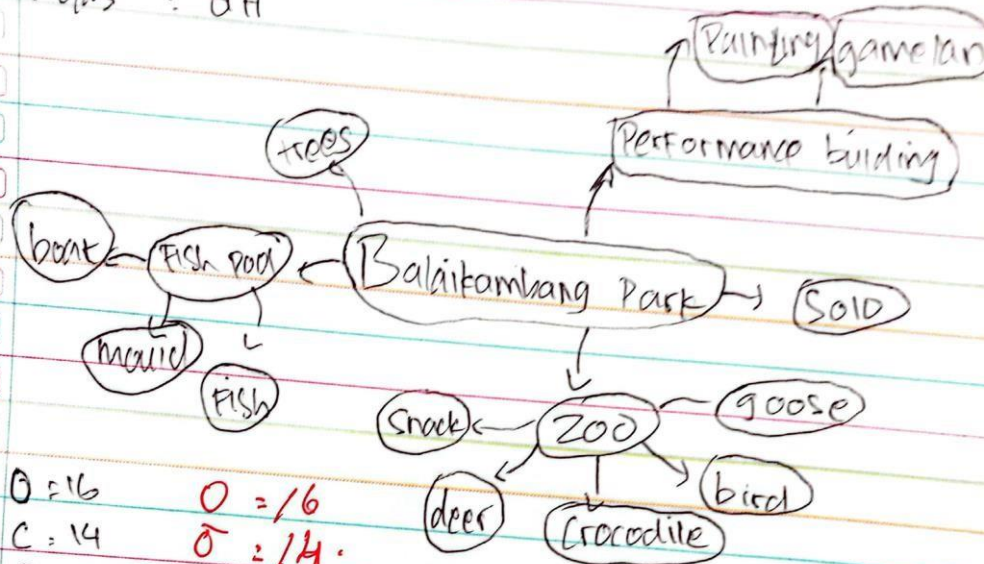 Painting gamelan
trees
Performance building
boat
Fish pool
Balaikambang Park
Solo
Fish
Snack
ZOO
goose
deer
Crocodile
bird
O : 16
C : 14
O = 16
O : 14.